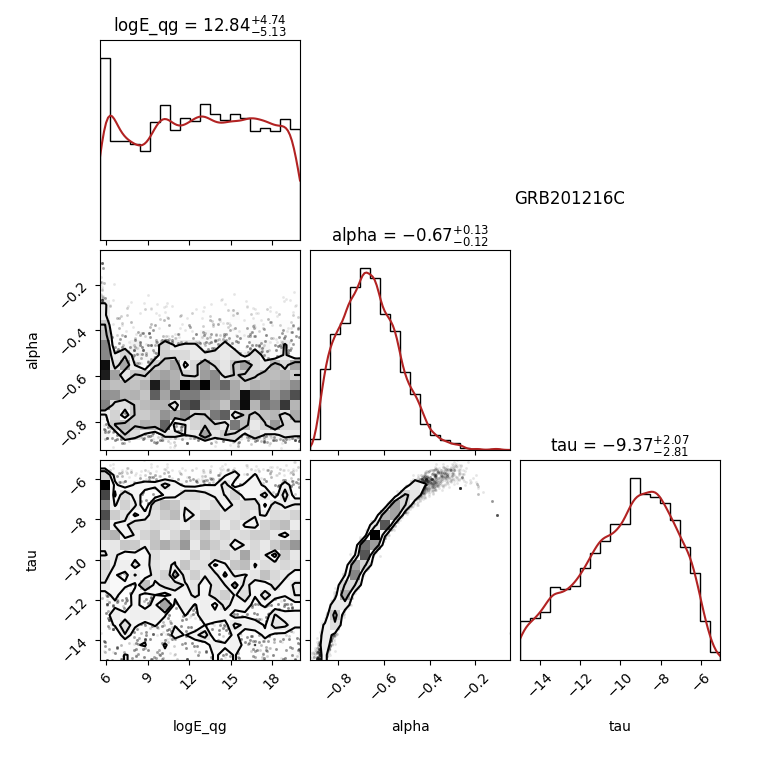 logE_qg = 12.84^{+4.74}_{−5.13}
GRB201216C
alpha = −0.67^{+0.13}_{−0.12}
−0.2
−0.4
−0.6
−0.8
alpha
tau = −9.37^{+2.07}_{−2.81}
−6
−8
−10
−12
−14
tau
6 9 12 15 18
−0.8 −0.6 −0.4 −0.2
−14 −12 −10 −8 −6
logE_qg alpha tau